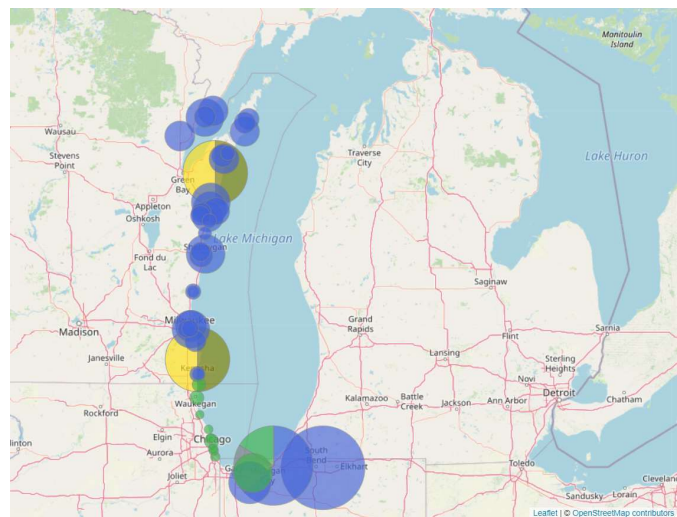 Manitoulin
Island
Wausau
Stevens
Point
Green
Bay
Traverse
City
Lake Huron
Appleton
Oshkosh
Lake Michigan
Fond du
Lac
Saginaw
Madison
Grand
Rapids
Flint
Sarnia
Janesville
Lansing
Sterling
Heights
Novi
Detroit
Chatham
Waukegan
Kalamazoo
Battle
Creek
Jackson
Ann Arbor
Rockford
Elgin
Chicago
Aurora
Joliet
South
Bend
Elkhart
Toledo
Clevelan
Sandusky
Lorain
Leaflet | © OpenStreetMap contributors